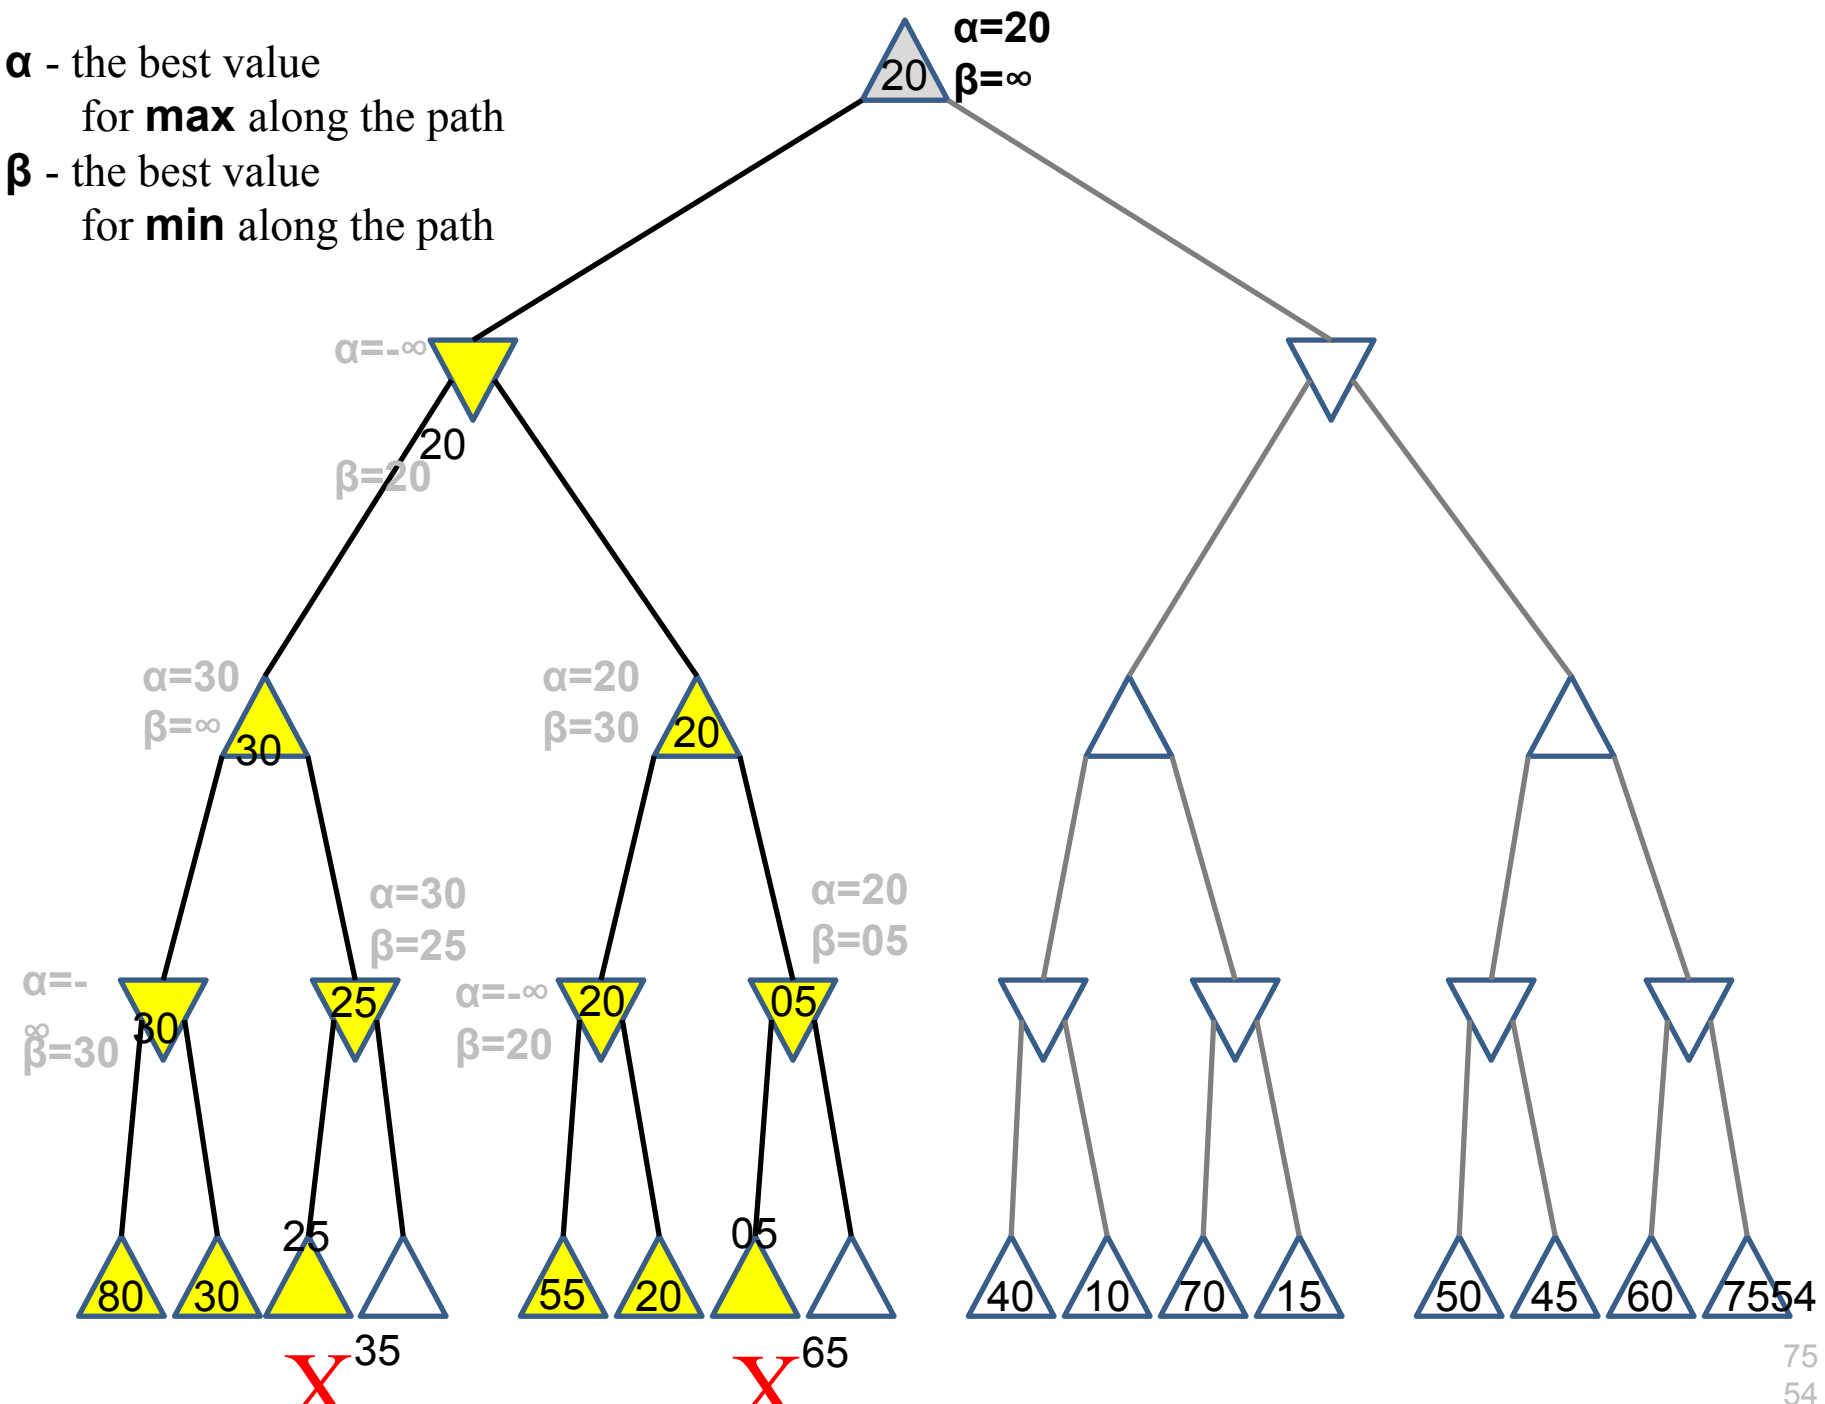 α - the best value
for max along the path
β - the best value
for min along the path
α=20
β=∞
20
α=-∞
20
β=20
α=30
β=∞
30
α=20
β=30
20
α=30
β=25
α=20
β=05
α=-
∞
β=30
30
25
α=-∞
β=20
20
05
25
05
80
30
55
20
40
10
70
15
50
45
60
7554
X
35
X
65
75
54